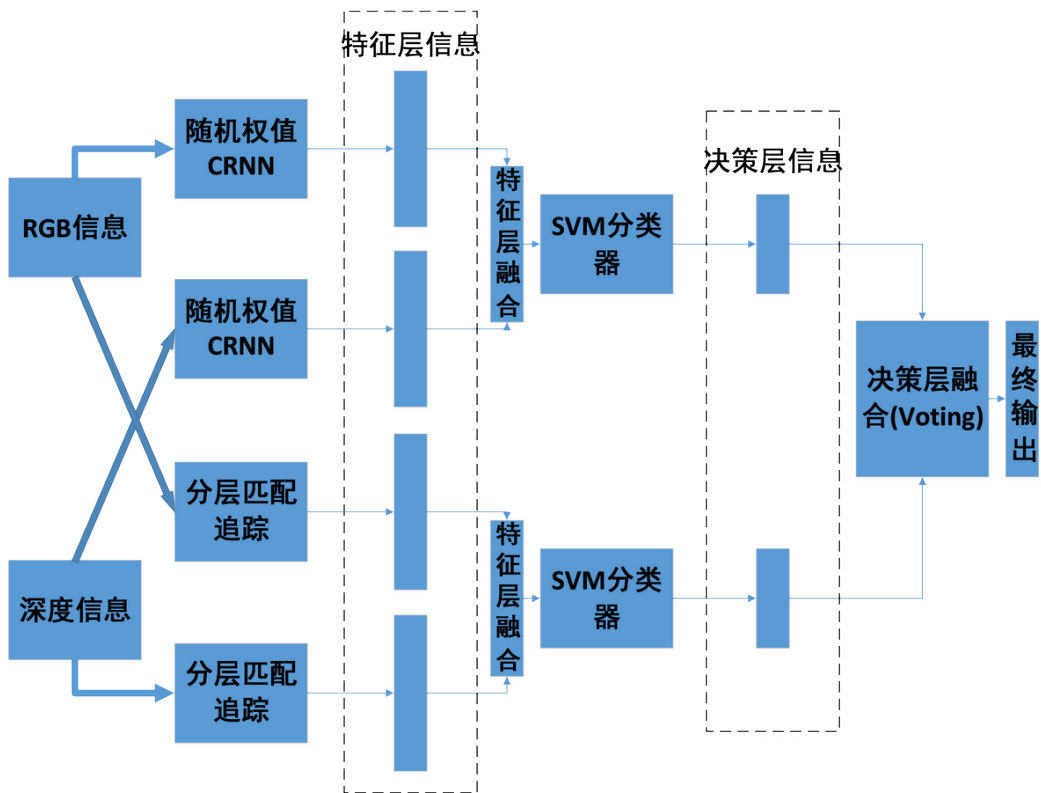 特征层信息
随机权值
CRNN
RGB信息
随机权值
CRNN
分层匹配
追踪
深度信息
分层匹配
追踪
特征层融合
特征层融合
SVM分类
器
SVM分类
器
决策层信息
决策层融
合(Voting)
最终输出